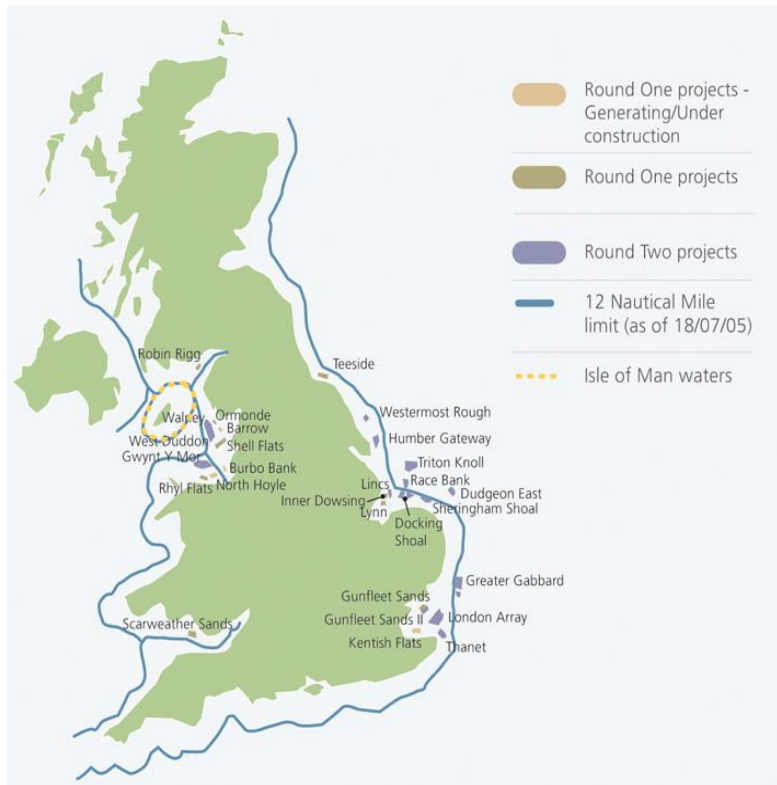 Round One projects -
Generating/Under
construction
Round One projects
Round Two projects
12 Nautical Mile
limit (as of 18/07/05)
Isle of Man waters
Robin Rigg
Teeside
Walney
Ormonde
Barrow
West Duddon
Shell Flats
Gwynt Y Mor
Burbo Bank
Rhyl Flats
North Hoyle
Westermost Rough
Humber Gateway
Triton Knoll
Race Bank
Lincs
Dudgeon East
Inner Dowsing
Sheringham Shoal
Lynn
Docking
Shoal
Greater Gabbard
Gunfleet Sands
Gunfleet Sands II
London Array
Kentish Flats
Thanet
Scarweather Sands